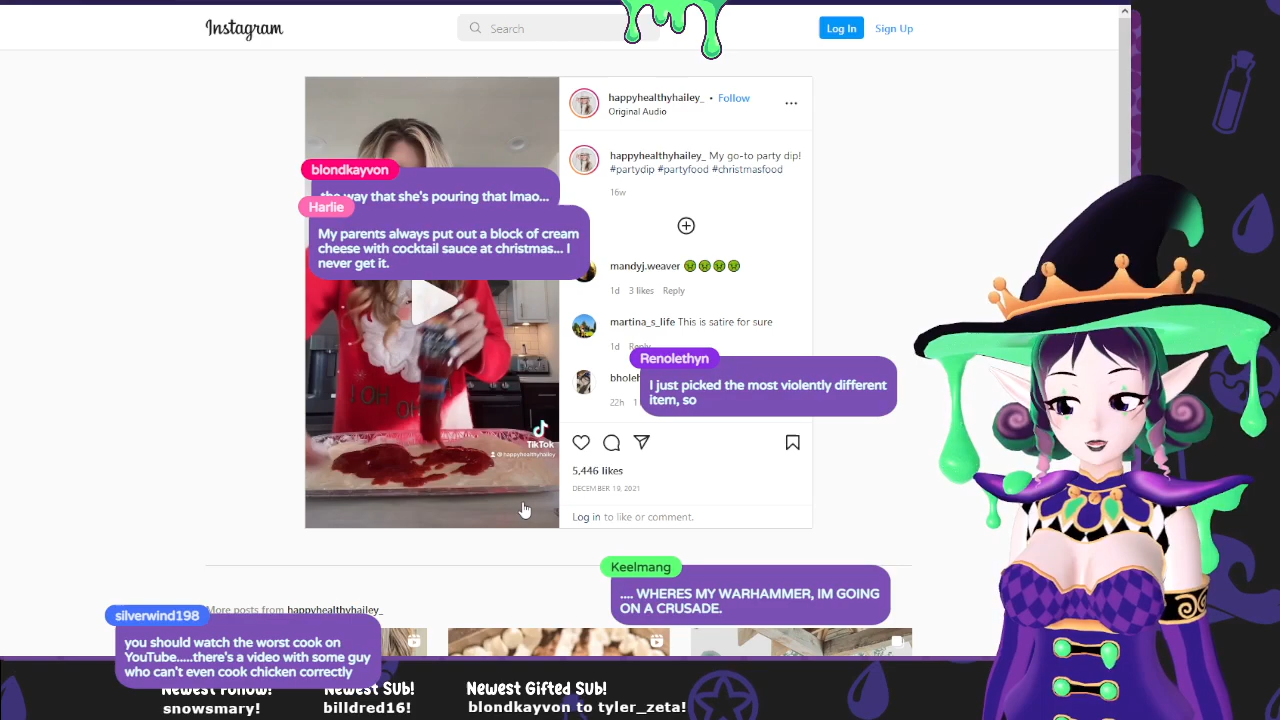 Instagram
Search
Log In
Sign Up
happyhealthyhailey_ • Follow
Original Audio
happyhealthyhailey_ My go-to party dip!
#partydip #partyfood #christmasfood
16w
blondkayvon
the way that she's pouring that lmao...
Harlie
My parents always put out a block of cream
cheese with cocktail sauce at christmas... I
never get it.
mandyj.weaver
1d 3 likes Reply
martina_s_life This is satire for sure
1d Reply
Renolethyn
I just picked the most violently different
item, so
22h
I OH
OH
TikTok
@happyhealthyhailey
5,446 likes
DECEMBER 19, 2021
Log in to like or comment.
Keelmang
.... WHERES MY WARHAMMER, IM GOING
ON A CRUSADE.
More posts from happyhealthyhailey_
silverwind198
you should watch the worst cook on
YouTube.....there's a video with some guy
who can't even cook chicken correctly
Newest Follow!
snowsmary!
Newest SUb!
billdred16!
Newest Gifted SUb!
blondkayvon to tyler_zeta!